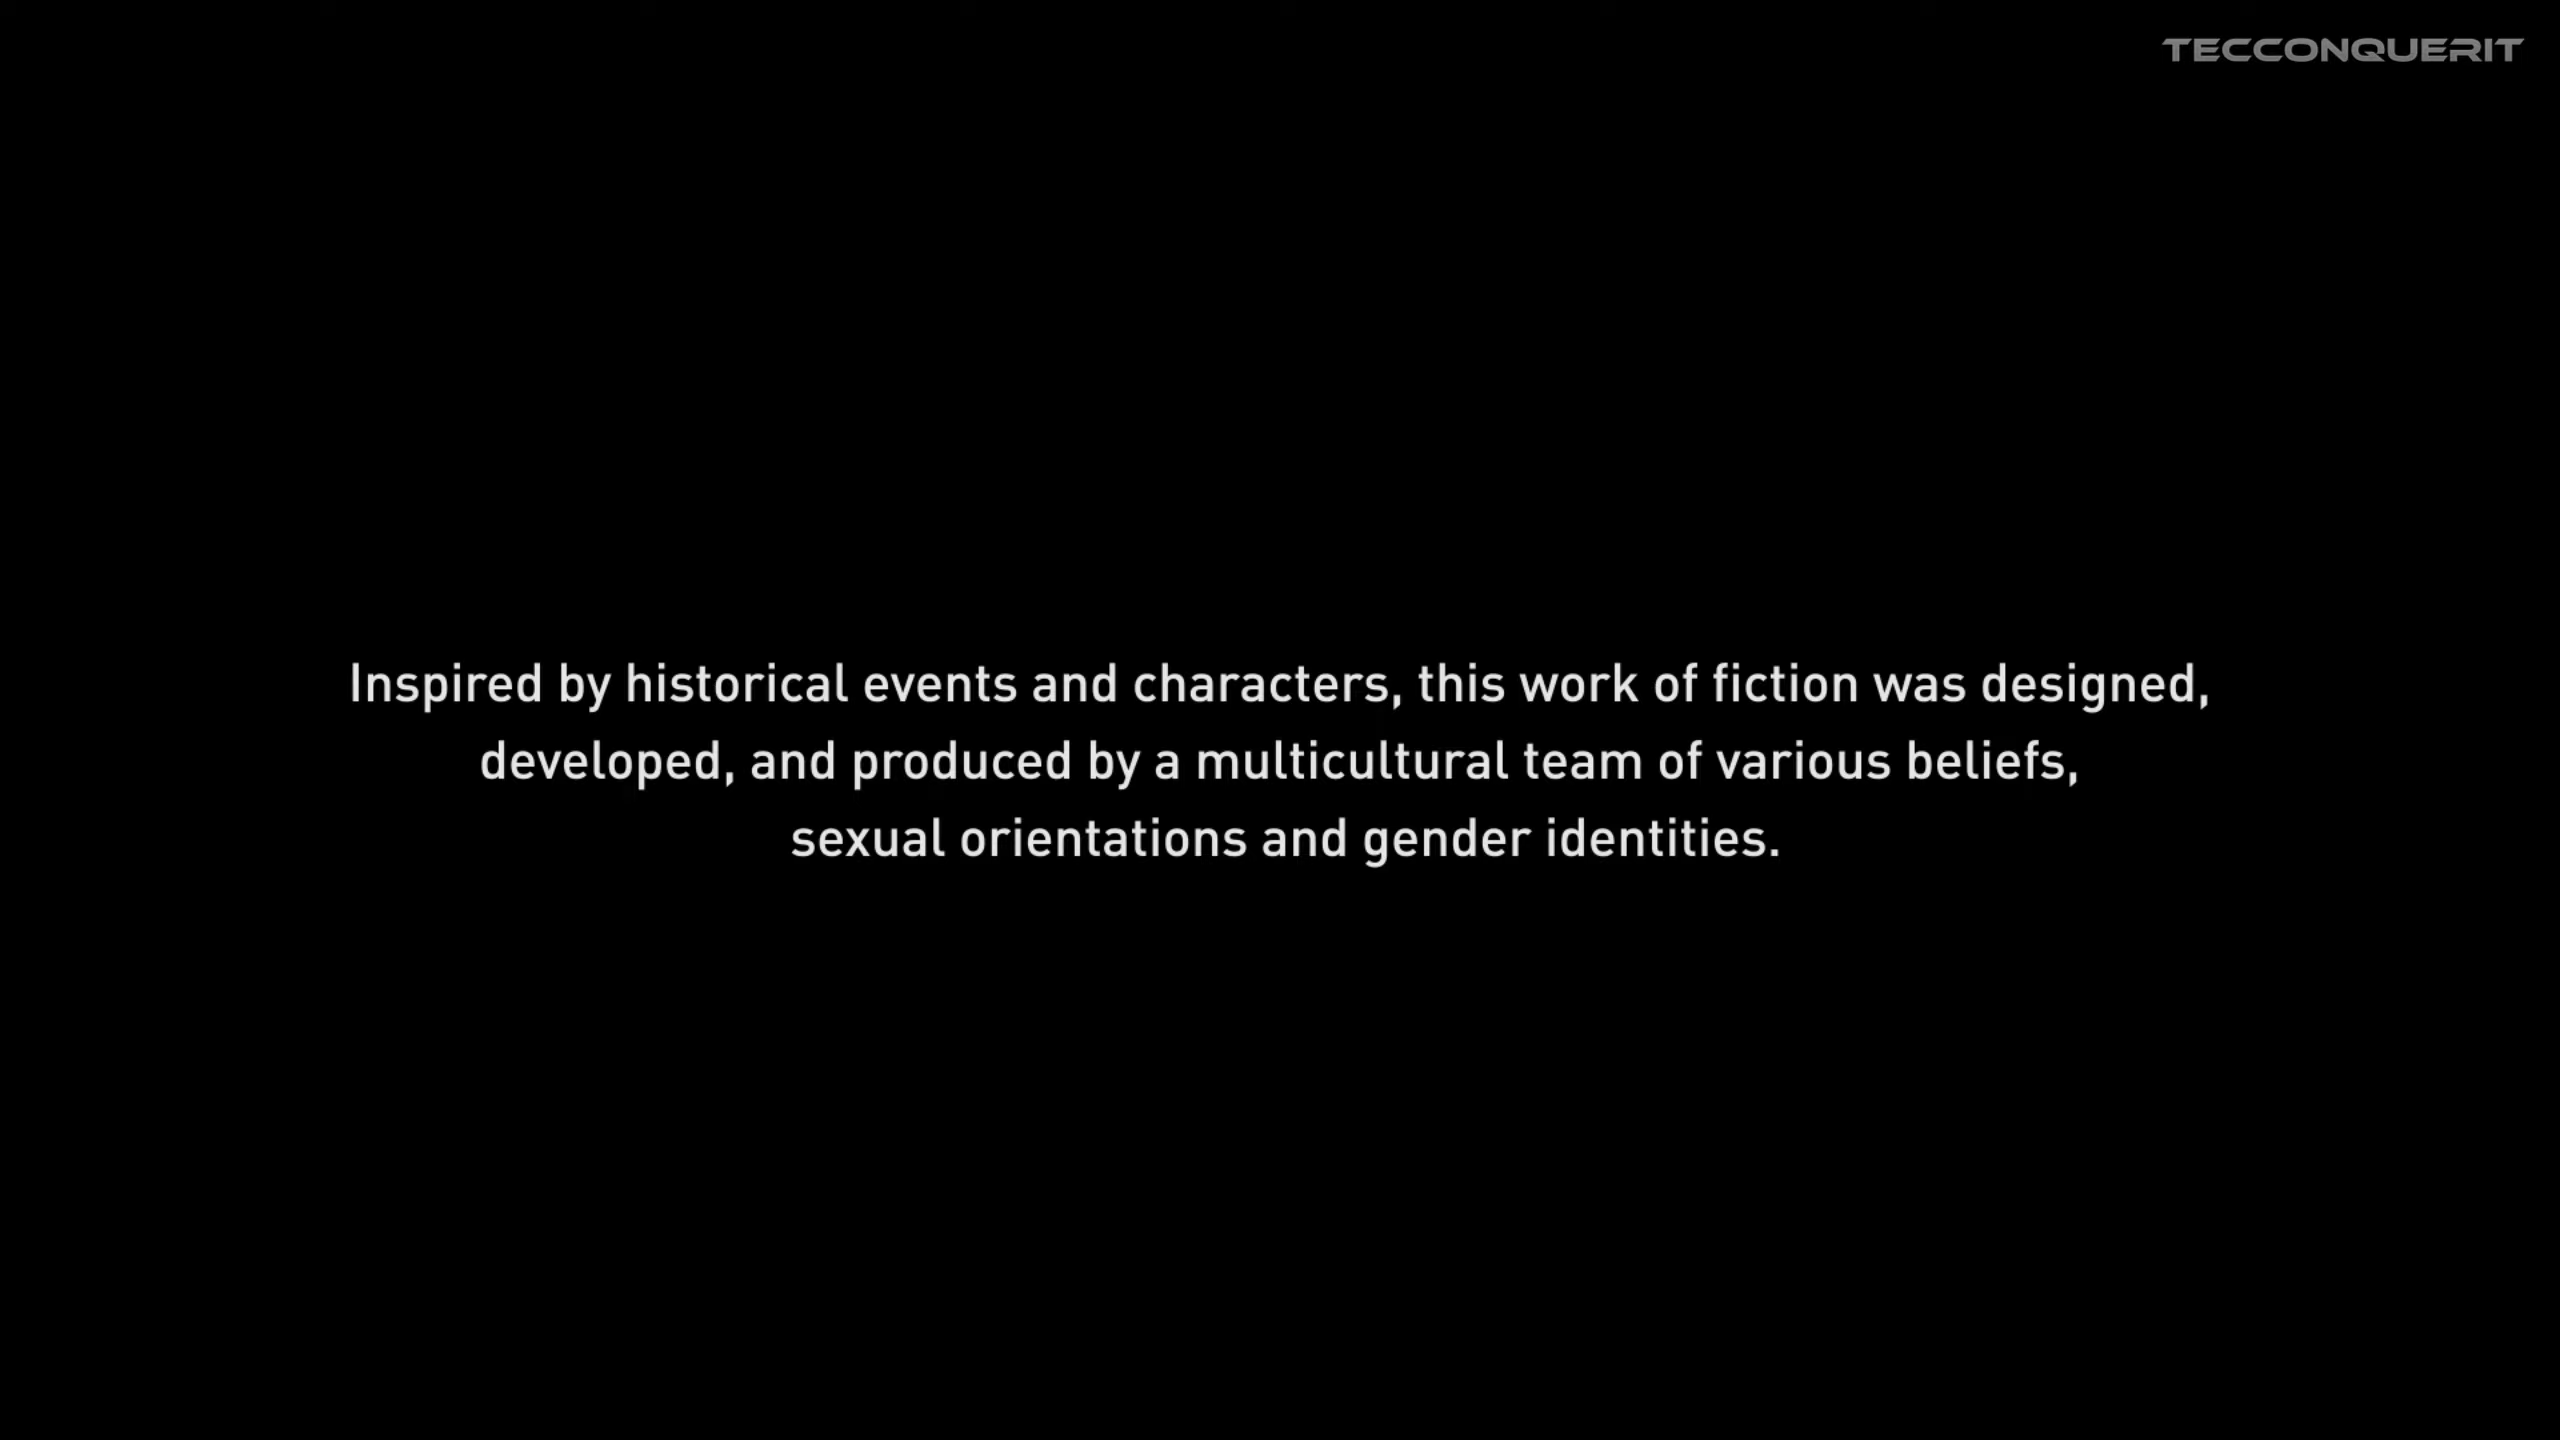 TECCONQUERIT
Inspired by historical events and characters, this work of fiction was designed,
developed, and produced by a multicultural team of various beliefs,
sexual orientations and gender identities.